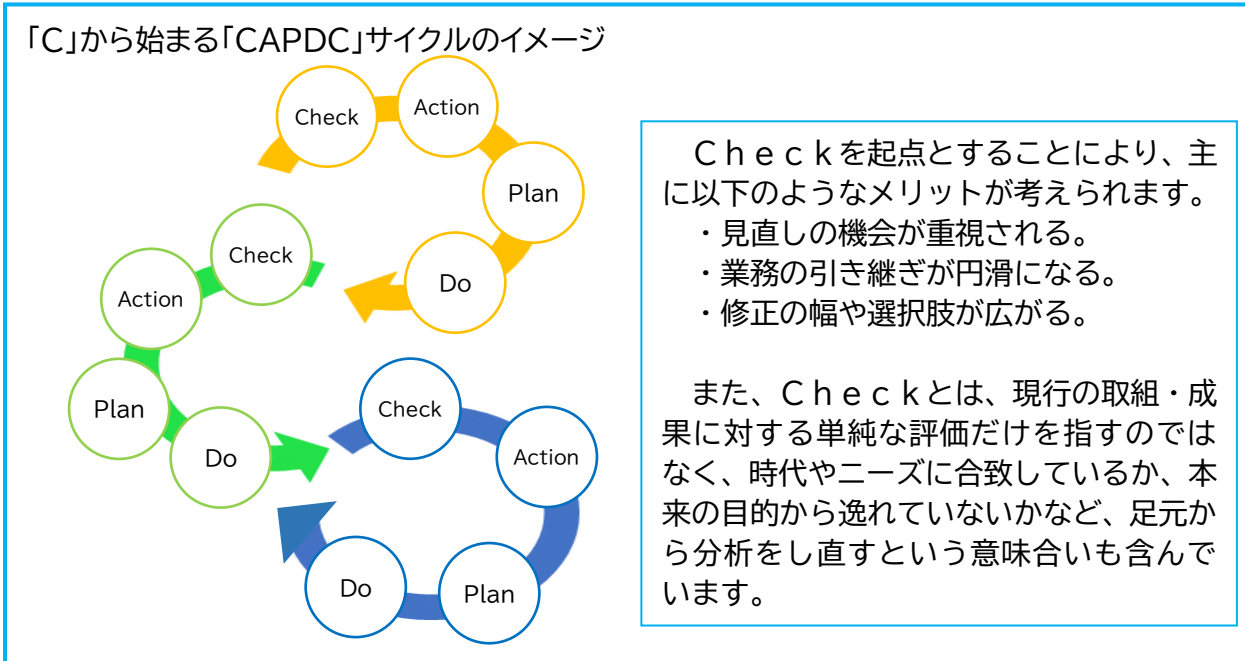 「C」から始まる「CAPDC」サイクルのイメージ
Check
Action
Plan
Do
Check
Action
Plan
Do
Check
Action
Plan
Do
Ｃｈｅｃｋを起点とすることにより、主
に以下のようなメリットが考えられます。
・見直しの機会が重視される。
・業務の引き継ぎが円滑になる。
・修正の幅や選択肢が広がる。
また、Ｃｈｅｃｋとは、現行の取組・成
果に対する単純な評価だけを指すのでは
なく、時代やニーズに合致しているか、本
来の目的から逸れていないかなど、足元か
ら分析をし直すという意味合いも含んで
います。